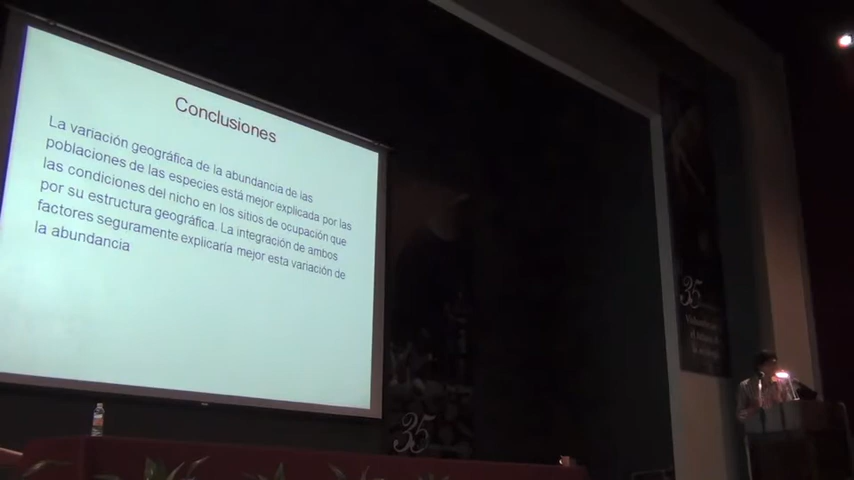 Conclusiones
La variación geográfica de la abundancia de las
poblaciones de las especies está mejor explicada por las
las condiciones del nicho en los sitios de ocupación que
por su estructura geográfica. La integración de ambos
factores seguramente explicaría mejor esta variación de
la abundancia
35
35